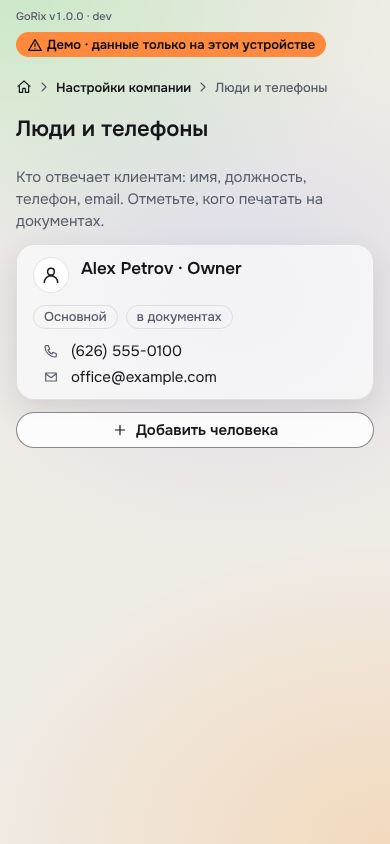 GoRix v1.0.0 · dev
Демо · данные только на этом устройстве
Настройки компании
Люди и телефоны
Люди и телефоны
Кто отвечает клиентам: имя, должность,
телефон, email. Отметьте, кого печатать на
документах.
Alex Petrov · Owner
Основной
в документах
(626) 555-0100
office@example.com
Добавить человека